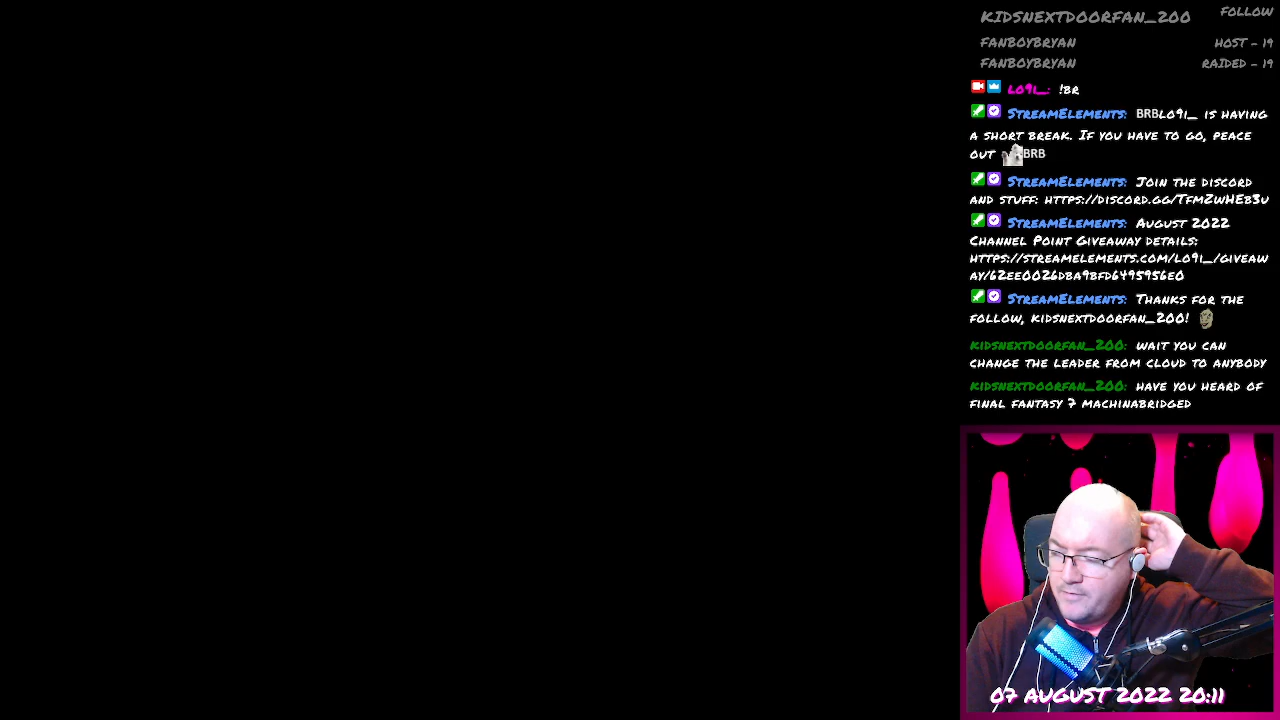 KIDSNEXTDOORFAN_200 FOLLOW
FANBOYBRYAN HOST - 19
FANBOYBRYAN RAIDED - 19
LO9I_: !BR
StreamElements: BRBLO9I_ IS HAVING
A SHORT BREAK. IF YOU HAVE TO GO, PEACE
OUT BRB
StreamElements: JOIN THE DISCORD
AND STUFF: HTTPS://DISCORD.GG/TFMZWHE83U
StreamElements: AUGUST 2022
CHANNEL POINT GIVEAWAY DETAILS:
HTTPS://STREAMELEMENTS.COM/LO9I_/GIVEAW
AY/62EE0026DBA9BFD6495956E0
StreamElements: THANKS FOR THE
FOLLOW, KIDSNEXTDOORFAN_200!
KIDSNEXTDOORFAN_200: WAIT YOU CAN
CHANGE THE LEADER FROM CLOUD TO ANYBODY
KIDSNEXTDOORFAN_200: HAVE YOU HEARD OF
FINAL FANTASY 7 MACHINABRIDGED
07 AUGUST 2022 20:11